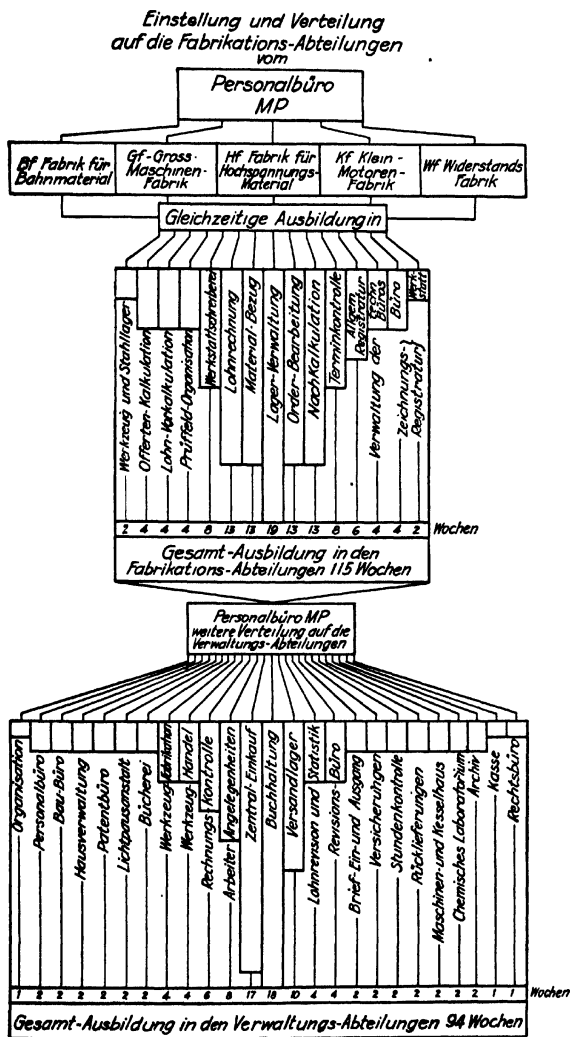 Einstellung und Verteilung
auf die Fabrikations-Abteilungen
vom
Personalbüro
MP
Bf Fabrik für
Bahnmaterial
Gf-Gross-
Maschinen-
Fabrik
Hf Fabrik für
Hochspannungs-
Material
Kf Klein-
Motoren-
Fabrik
Wf Widerstands
Fabrik
Gleichzeitige Ausbildung in
Werkzeug und Stahllager
Offerten-Kalkulation
Lohn-Vorkalkulation
Prüffeld-Organisation
Werkstattschreiberei
Lohnrechnung
Material-Bezug
Lager-Verwaltung
Order-Bearbeitung
Nachkalkulation
Terminkontrolle
Allgem.
Registratur
Verwaltung der
techn.
Büros
Zeichnungs-
Registratur
Büro
Werk-
statt
2 4 4 4 8 13 13 19 13 13 8 6 4 4 2 Wochen
Gesamt-Ausbildung in den
Fabrikations-Abteilungen 115 Wochen
Personalbüro MP
weitere Verteilung auf die
Verwaltungs-Abteilungen
Organisation
Personalbüro
Bau-Büro
Hausverwaltung
Patentbüro
Lichtpausanstalt
Bücherei
Werkzeug-Fabrikation
Werkzeug-Handel
Rechnungs-Kontrolle
Arbeiter Angelegenheiten
Zentral-Einkauf
Buchhaltung
Versandlager
Lohnrevision und Statistik
Revisions-Büro
Brief-Ein-und Ausgang
Versicherungen
Stundenkontrolle
Rücklieferungen
Maschinen-und Kesselhaus
Chemisches Laboratorium
Archiv
Kasse
Rechtsbüro
1 2 2 2 2 2 2 4 4 6 8 17 18 10 4 4 2 2 2 2 2 2 2 1 1 Wochen
Gesamt-Ausbildung in den Verwaltungs-Abteilungen 94 Wochen